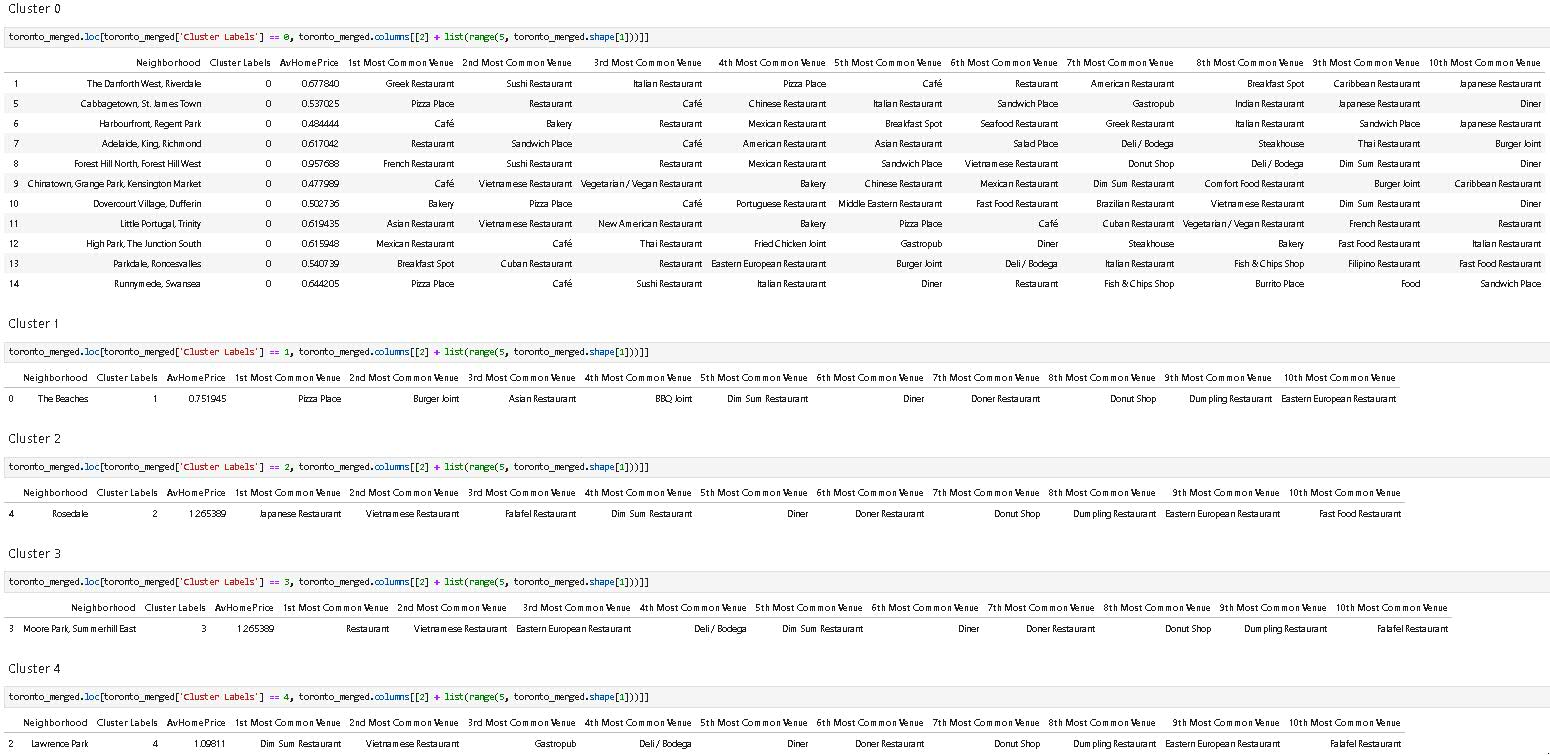 Cluster 0
toronto_merged.loc[toronto_merged['Cluster Labels'] == 0, toronto_merged.columns[[2] + list(range(5, toronto_merged.shape[1]))]]
Neighborhood Cluster Labels AvHomePrice 1st Most Common Venue 2nd Most Common Venue 3rd Most Common Venue 4th Most Common Venue 5th Most Common Venue 6th Most Common Venue 7th Most Common Venue 8th Most Common Venue 9th Most Common Venue 10th Most Common Venue
1 The Danforth West, Riverdale 0 0.677840 Greek Restaurant Sushi Restaurant Italian Restaurant Pizza Place Café Restaurant American Restaurant Breakfast Spot Caribbean Restaurant Japanese Restaurant
5 Cabbagetown, St. James Town 0 0.537025 Pizza Place Restaurant Café Chinese Restaurant Italian Restaurant Sandwich Place Gastropub Indian Restaurant Japanese Restaurant Diner
6 Harbourfront, Regent Park 0 0.484444 Café Bakery Restaurant Mexican Restaurant Breakfast Spot Seafood Restaurant Greek Restaurant Italian Restaurant Sandwich Place Japanese Restaurant
7 Adelaide, King, Richmond 0 0.617042 Restaurant Sandwich Place Café American Restaurant Asian Restaurant Salad Place Deli / Bodega Steakhouse Thai Restaurant Burger Joint
8 Forest Hill North, Forest Hill West 0 0.957688 French Restaurant Sushi Restaurant Restaurant Mexican Restaurant Sandwich Place Vietnamese Restaurant Donut Shop Deli / Bodega Dim Sum Restaurant Diner
9 Chinatown, Grange Park, Kensington Market 0 0.477989 Café Vietnamese Restaurant Vegetarian / Vegan Restaurant Bakery Chinese Restaurant Mexican Restaurant Dim Sum Restaurant Comfort Food Restaurant Burger Joint Caribbean Restaurant
10 Dovercourt Village, Dufferin 0 0.502736 Bakery Pizza Place Café Portuguese Restaurant Middle Eastern Restaurant Fast Food Restaurant Brazilian Restaurant Vietnamese Restaurant Dim Sum Restaurant Diner
11 Little Portugal, Trinity 0 0.619435 Asian Restaurant Vietnamese Restaurant New American Restaurant Bakery Pizza Place Café Cuban Restaurant Vegetarian / Vegan Restaurant French Restaurant Restaurant
12 High Park, The Junction South 0 0.615948 Mexican Restaurant Café Thai Restaurant Fried Chicken Joint Gastropub Diner Steakhouse Bakery Fast Food Restaurant Italian Restaurant
13 Parkdale, Roncesvalles 0 0.540739 Breakfast Spot Cuban Restaurant Restaurant Eastern European Restaurant Burger Joint Deli / Bodega Italian Restaurant Fish & Chips Shop Filipino Restaurant Fast Food Restaurant
14 Runnymede, Swansea 0 0.644205 Pizza Place Café Sushi Restaurant Italian Restaurant Diner Restaurant Fish & Chips Shop Burrito Place Food Sandwich Place
Cluster 1
toronto_merged.loc[toronto_merged['Cluster Labels'] == 1, toronto_merged.columns[[2] + list(range(5, toronto_merged.shape[1]))]]
Neighborhood Cluster Labels AvHomePrice 1st Most Common Venue 2nd Most Common Venue 3rd Most Common Venue 4th Most Common Venue 5th Most Common Venue 6th Most Common Venue 7th Most Common Venue 8th Most Common Venue 9th Most Common Venue 10th Most Common Venue
0 The Beaches 1 0.751945 Pizza Place Burger Joint Asian Restaurant BBQ Joint Dim Sum Restaurant Diner Doner Restaurant Donut Shop Dumpling Restaurant Eastern European Restaurant
Cluster 2
toronto_merged.loc[toronto_merged['Cluster Labels'] == 2, toronto_merged.columns[[2] + list(range(5, toronto_merged.shape[1]))]]
Neighborhood Cluster Labels AvHomePrice 1st Most Common Venue 2nd Most Common Venue 3rd Most Common Venue 4th Most Common Venue 5th Most Common Venue 6th Most Common Venue 7th Most Common Venue 8th Most Common Venue 9th Most Common Venue 10th Most Common Venue
4 Rosedale 2 1.265389 Japanese Restaurant Vietnamese Restaurant Falafel Restaurant Dim Sum Restaurant Diner Doner Restaurant Donut Shop Dumpling Restaurant Eastern European Restaurant Fast Food Restaurant
Cluster 3
toronto_merged.loc[toronto_merged['Cluster Labels'] == 3, toronto_merged.columns[[2] + list(range(5, toronto_merged.shape[1]))]]
Neighborhood Cluster Labels AvHomePrice 1st Most Common Venue 2nd Most Common Venue 3rd Most Common Venue 4th Most Common Venue 5th Most Common Venue 6th Most Common Venue 7th Most Common Venue 8th Most Common Venue 9th Most Common Venue 10th Most Common Venue
3 Moore Park, Summerhill East 3 1.265389 Restaurant Vietnamese Restaurant Eastern European Restaurant Deli / Bodega Dim Sum Restaurant Diner Doner Restaurant Donut Shop Dumpling Restaurant Falafel Restaurant
Cluster 4
toronto_merged.loc[toronto_merged['Cluster Labels'] == 4, toronto_merged.columns[[2] + list(range(5, toronto_merged.shape[1]))]]
Neighborhood Cluster Labels AvHomePrice 1st Most Common Venue 2nd Most Common Venue 3rd Most Common Venue 4th Most Common Venue 5th Most Common Venue 6th Most Common Venue 7th Most Common Venue 8th Most Common Venue 9th Most Common Venue 10th Most Common Venue
2 Lawrence Park 4 1.09811 Dim Sum Restaurant Vietnamese Restaurant Gastropub Deli / Bodega Diner Doner Restaurant Donut Shop Dumpling Restaurant Eastern European Restaurant Falafel Restaurant